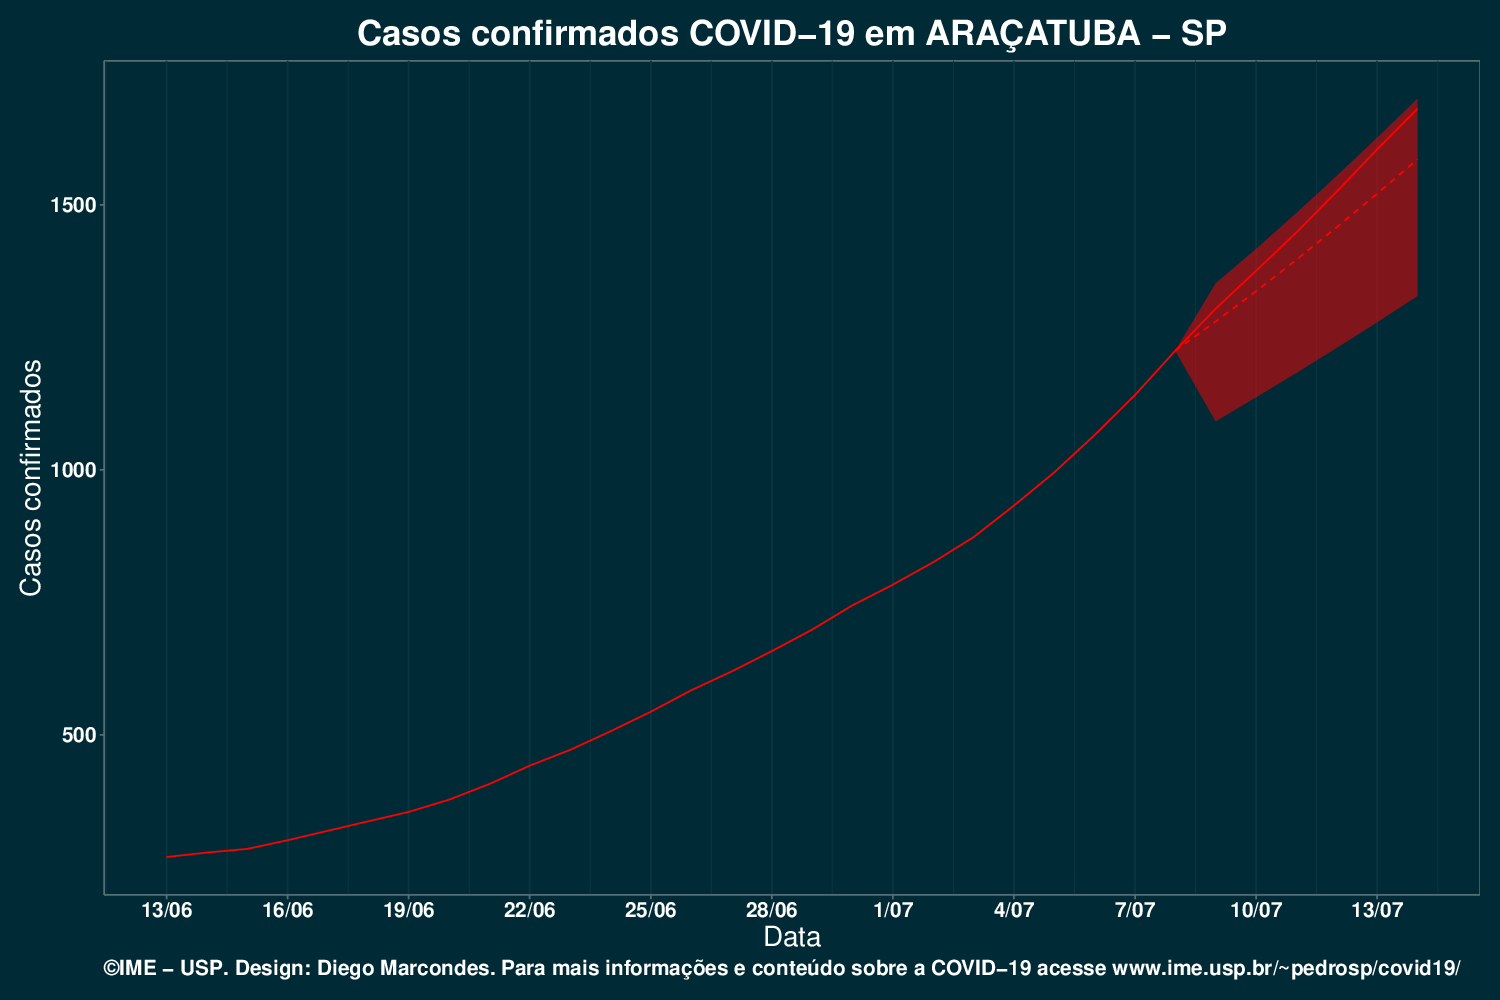 Casos confirmados COVID−19 em ARAÇATUBA − SP
Casos confirmados
1500
1000
500
13/06 16/06 19/06 22/06 25/06 28/06 1/07 4/07 7/07 10/07 13/07
Data
©IME − USP. Design: Diego Marcondes. Para mais informações e conteúdo sobre a COVID−19 acesse www.ime.usp.br/~pedrosp/covid19/